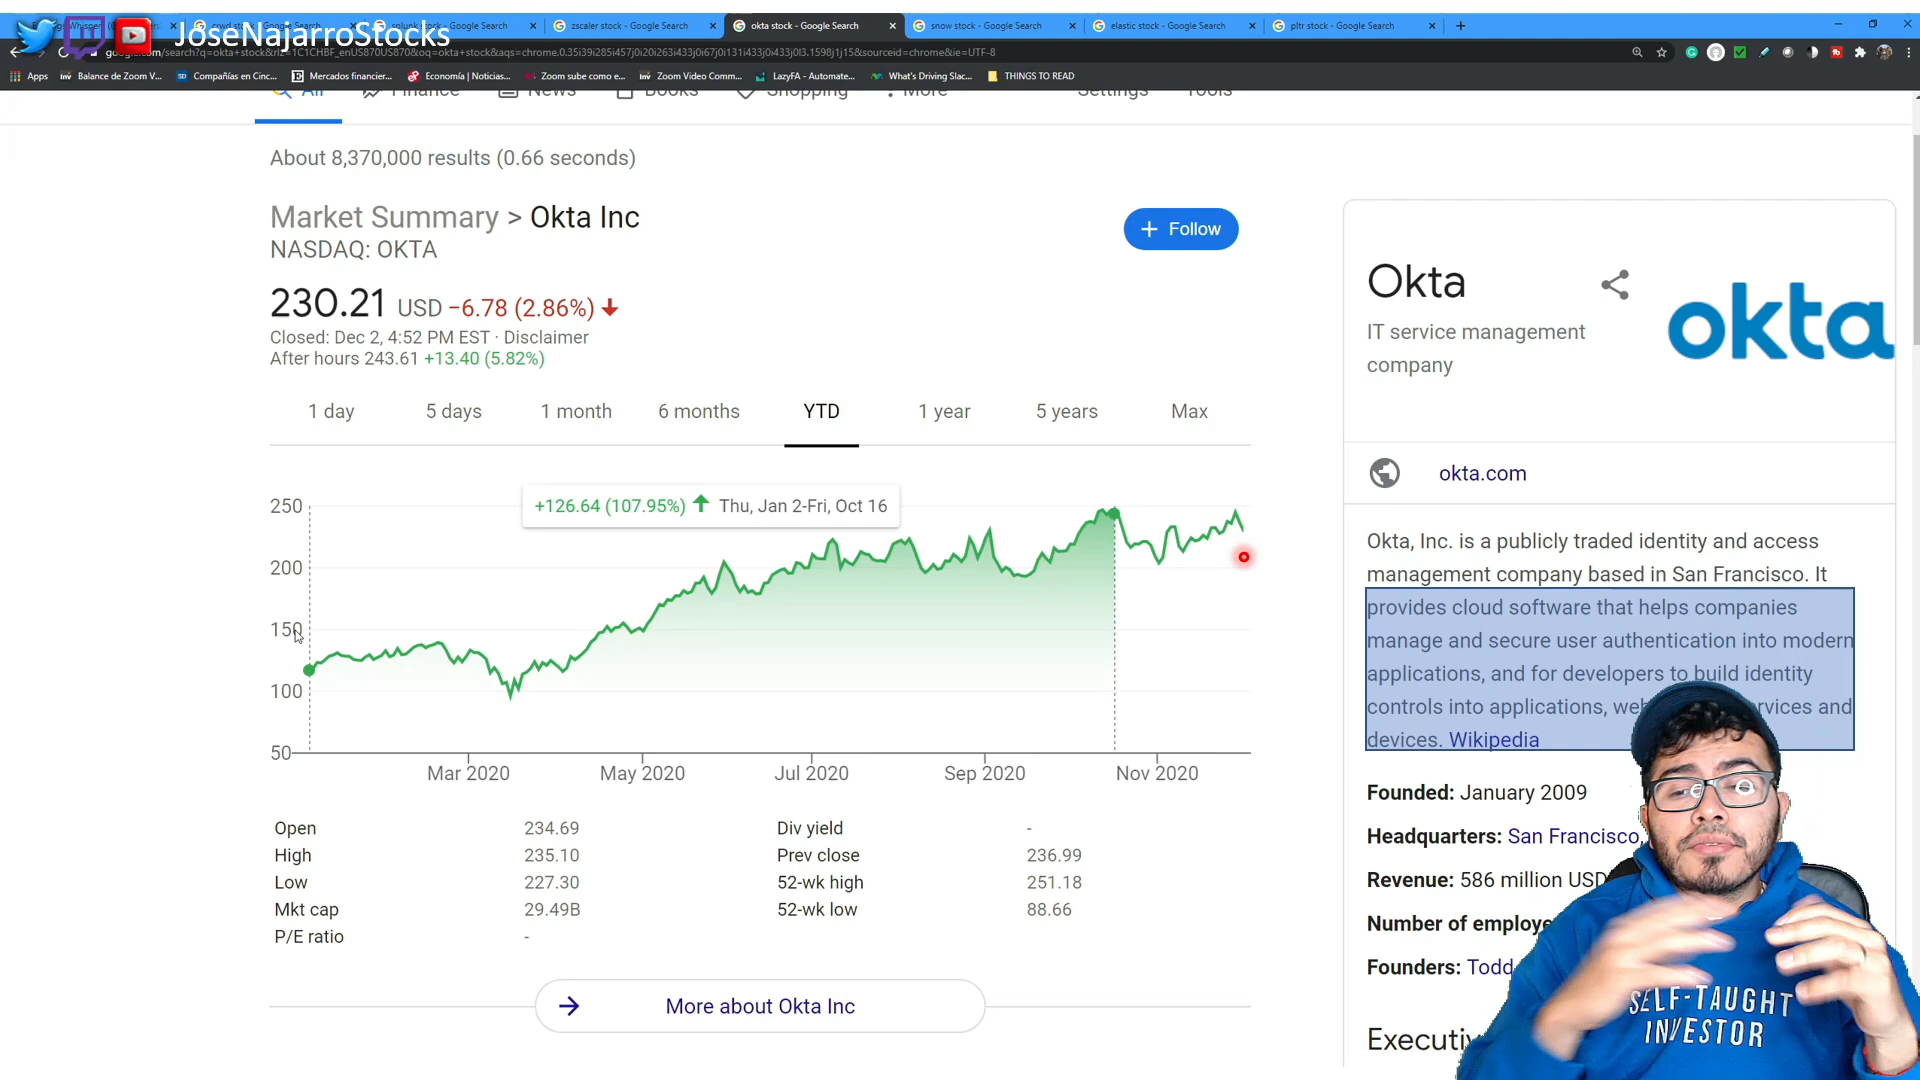 JoseNajarroStocks
zscaler stock - Google Search
okta stock - Google Search
snow stock - Google Search
elastic stock - Google Search
pltr stock - Google Search
Apps
Balance de Zoom V...
Compañías en Cinc...
Mercados financier...
Economía | Noticias...
Zoom sube como e...
Zoom Video Comm...
LazyFA - Automate...
What's Driving Slac...
THINGS TO READ
All
Finance
News
Books
Shopping
More
Settings
Tools
About 8,370,000 results (0.66 seconds)
Market Summary > Okta Inc
NASDAQ: OKTA
Follow
230.21 USD −6.78 (2.86%)
Closed: Dec 2, 4:52 PM EST · Disclaimer
After hours 243.61 +13.40 (5.82%)
1 day
5 days
1 month
6 months
YTD
1 year
5 years
Max
+126.64 (107.95%) Thu, Jan 2-Fri, Oct 16
250
200
150
100
50
Mar 2020
May 2020
Jul 2020
Sep 2020
Nov 2020
Open 234.69
High 235.10
Low 227.30
Mkt cap 29.49B
P/E ratio -
Div yield -
Prev close 236.99
52-wk high 251.18
52-wk low 88.66
More about Okta Inc
Okta
IT service management
company
okta
okta.com
Okta, Inc. is a publicly traded identity and access
management company based in San Francisco. It
provides cloud software that helps companies
manage and secure user authentication into modern
applications, and for developers to build identity
controls into applications, and
devices. Wikipedia
Founded: January 2009
Headquarters: San Francisco,
Revenue: 586 million USD
Number of
Founders: Todd
SELF-TAUGHT
INVESTOR